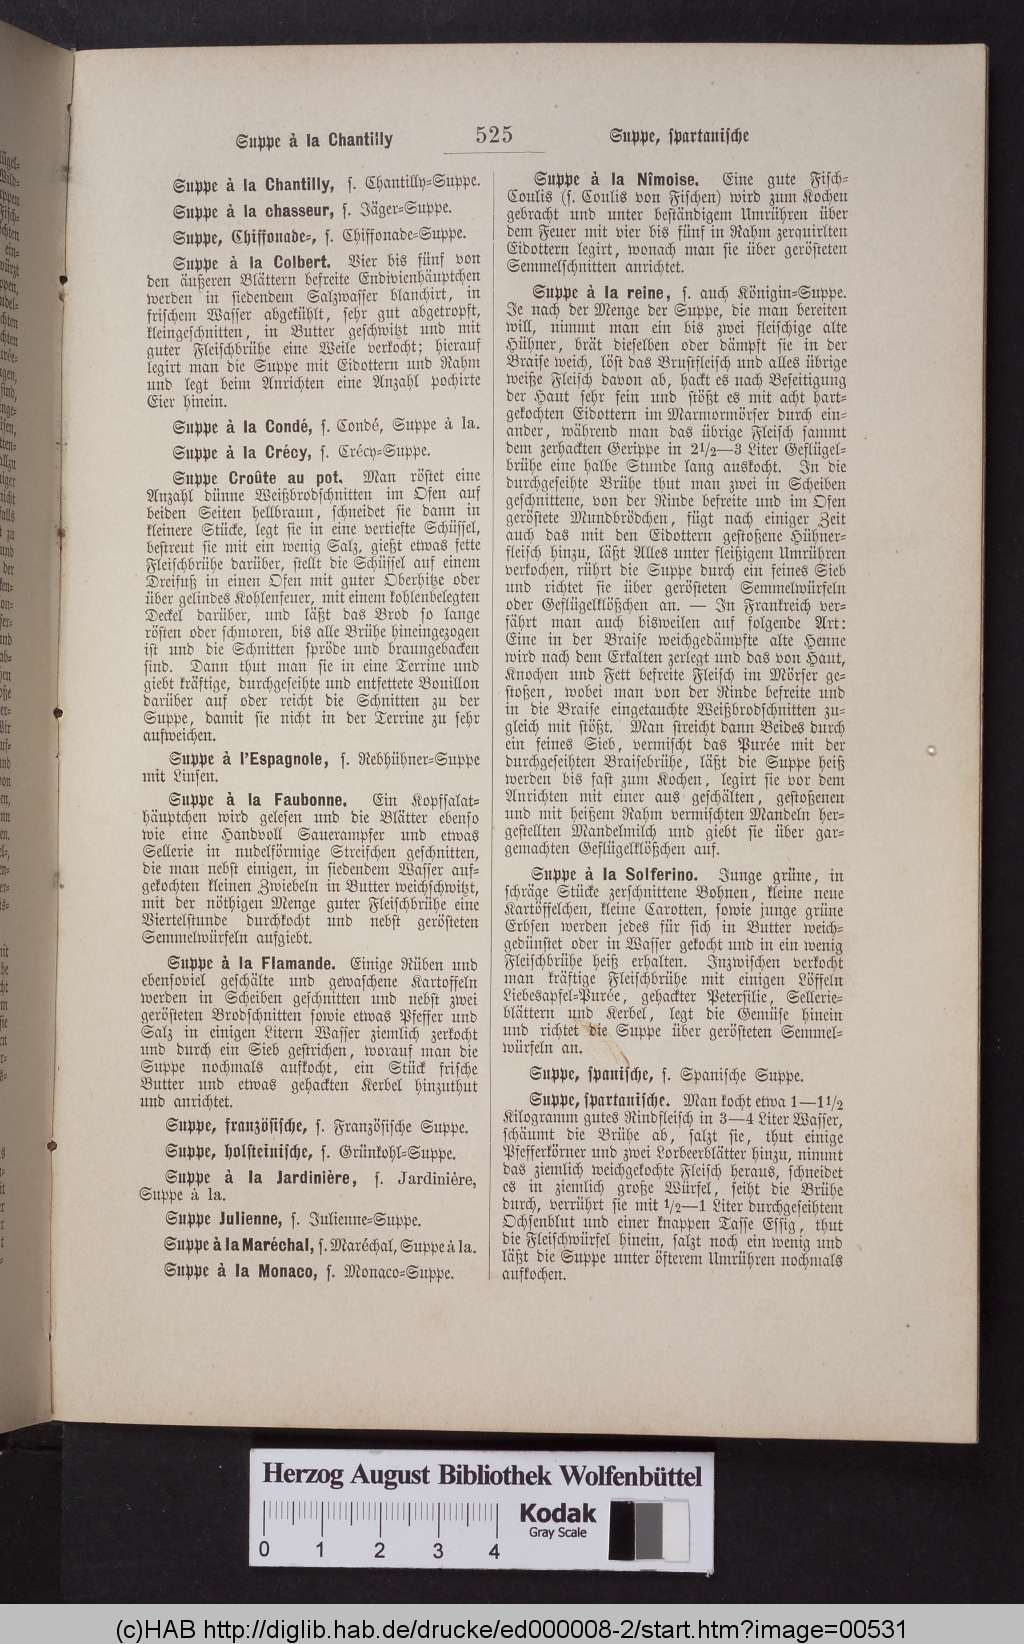 Suppe à la Chantilly 525 Suppe, spartanische
Suppe à la Chantilly, s. Chantilly-Suppe.
Suppe à la chasseur, s. Jäger-Suppe.
Suppe, Chiffonade-, s. Chiffonade-Suppe.
Suppe à la Colbert. Vier bis fünf von
den äußeren Blättern befreite Endivienhäuptchen
werden in siedendem Salzwasser blanchirt, in
frischem Wasser abgekühlt, sehr gut abgetropft,
kleingeschnitten, in Butter geschwitzt und mit
guter Fleischbrühe eine Weile verkocht; hierauf
legirt man die Suppe mit Eidottern und Rahm
und legt beim Anrichten eine Anzahl pochirte
Eier hinein.
Suppe à la Condé, s. Condé, Suppe à la.
Suppe à la Crécy, s. Crécy-Suppe.
Suppe Croûte au pot. Man röstet eine
Anzahl dünne Weißbrodschnitten im Ofen auf
beiden Seiten hellbraun, schneidet sie dann in
kleinere Stücke, legt sie in eine vertiefte Schüssel,
bestreut sie mit ein wenig Salz, gießt etwas fette
Fleischbrühe darüber, stellt die Schüssel auf einem
Dreifuß in einen Ofen mit guter Oberhitze oder
über gelindes Kohlenfeuer, mit einem kohlenbelegten
Deckel darüber, und läßt das Brod so lange
rösten oder schmoren, bis alle Brühe hineingezogen
ist und die Schnitten spröde und braungebacken
sind. Dann thut man sie in eine Terrine und
giebt kräftige, durchgeseihte und entfettete Bouillon
darüber auf oder reicht die Schnitten zu der
Suppe, damit sie nicht in der Terrine zu sehr
aufweichen.
Suppe à l'Espagnole, s. Rebhühner-Suppe
mit Linsen.
Suppe à la Faubonne. Ein Kopfsalat-
häuptchen wird gelesen und die Blätter ebenso
wie eine Handvoll Sauerampfer und etwas
Sellerie in nudelförmige Streifchen geschnitten,
die man nebst einigen, in siedendem Wasser auf-
gekochten kleinen Zwiebeln in Butter weichschwitzt,
mit der nöthigen Menge guter Fleischbrühe eine
Viertelstunde durchkocht und nebst gerösteten
Semmelwürfeln aufgiebt.
Suppe à la Flamande. Einige Rüben und
ebensoviel geschälte und gewaschene Kartoffeln
werden in Scheiben geschnitten und nebst zwei
gerösteten Brodschnitten sowie etwas Pfeffer und
Salz in einigen Litern Wasser ziemlich zerkocht
und durch ein Sieb gestrichen, worauf man die
Suppe nochmals aufkocht, ein Stück frische
Butter und etwas gehackten Kerbel hinzuthut
und anrichtet.
Suppe, französische, s. Französische Suppe.
Suppe, holsteinische, s. Grünkohl-Suppe.
Suppe à la Jardinière, s. Jardinière,
Suppe à la.
Suppe Julienne, s. Julienne-Suppe.
Suppe à la Maréchal, s. Maréchal, Suppe à la.
Suppe à la Monaco, s. Monaco-Suppe.
Suppe à la Nîmoise. Eine gute Fisch-
Coulis (s. Coulis von Fischen) wird zum Kochen
gebracht und unter beständigem Umrühren über
dem Feuer mit vier bis fünf in Rahm zerquirlten
Eidottern legirt, wonach man sie über gerösteten
Semmelschnitten anrichtet.
Suppe à la reine, s. auch Königin-Suppe.
Je nach der Menge der Suppe, die man bereiten
will, nimmt man ein bis zwei fleischige alte
Hühner, brät dieselben oder dämpft sie in der
Braise weich, löst das Brustfleisch und alles übrige
weiße Fleisch davon ab, hackt es nach Beseitigung
der Haut sehr fein und stößt es mit acht hart-
gekochten Eidottern im Marmormörser durch ein-
ander, während man das übrige Fleisch sammt
dem zerhackten Gerippe in 2 1/2—3 Liter Geflügel-
brühe eine halbe Stunde lang auskocht. In die
durchgeseihte Brühe thut man zwei in Scheiben
geschnittene, von der Rinde befreite und im Ofen
geröstete Mundbrödchen, fügt nach einiger Zeit
auch das mit den Eidottern gestoßene Hühner-
fleisch hinzu, läßt Alles unter fleißigem Umrühren
verkochen, rührt die Suppe durch ein feines Sieb
und richtet sie über gerösteten Semmelwürfeln
oder Geflügelklößchen an. — In Frankreich ver-
fährt man auch bisweilen auf folgende Art:
Eine in der Braise weichgedämpfte alte Henne
wird nach dem Erkalten zerlegt und das von Haut,
Knochen und Fett befreite Fleisch im Mörser ge-
stoßen, wobei man von der Rinde befreite und
in die Braise eingetauchte Weißbrodschnitten zu-
gleich mit stößt. Man streicht dann Beides durch
ein feines Sieb, vermischt das Purée mit der
durchgeseihten Braisebrühe, läßt die Suppe heiß
werden bis fast zum Kochen, legirt sie vor dem
Anrichten mit einer aus geschälten, gestoßenen
und mit heißem Rahm vermischten Mandeln her-
gestellten Mandelmilch und giebt sie über gar-
gemachten Geflügelklößchen auf.
Suppe à la Solferino. Junge grüne, in
schräge Stücke zerschnittene Bohnen, kleine neue
Kartöffelchen, kleine Carotten, sowie junge grüne
Erbsen werden jedes für sich in Butter weich-
gedünstet oder in Wasser gekocht und in ein wenig
Fleischbrühe heiß erhalten. Inzwischen verkocht
man kräftige Fleischbrühe mit einigen Löffeln
Liebesapfel-Purée, gehackter Petersilie, Sellerie-
blättern und Kerbel, legt die Gemüse hinein
und richtet die Suppe über gerösteten Semmel-
würfeln an.
Suppe, spanische, s. Spanische Suppe.
Suppe, spartanische. Man kocht etwa 1—1 1/2
Kilogramm gutes Rindfleisch in 3—4 Liter Wasser,
schäumt die Brühe ab, salzt sie, thut einige
Pfefferkörner und zwei Lorbeerblätter hinzu, nimmt
das ziemlich weichgekochte Fleisch heraus, schneidet
es in ziemlich große Würfel, seiht die Brühe
durch, verrührt sie mit 1/2—1 Liter durchgeseihtem
Ochsenblut und einer knappen Tasse Essig, thut
die Fleischwürfel hinein, salzt noch ein wenig und
läßt die Suppe unter öfterem Umrühren nochmals
aufkochen.
Herzog August Bibliothek Wolfenbüttel
Kodak
Gray Scale
0 1 2 3 4
(c)HAB http://diglib.hab.de/drucke/ed000008-2/start.htm?image=00531